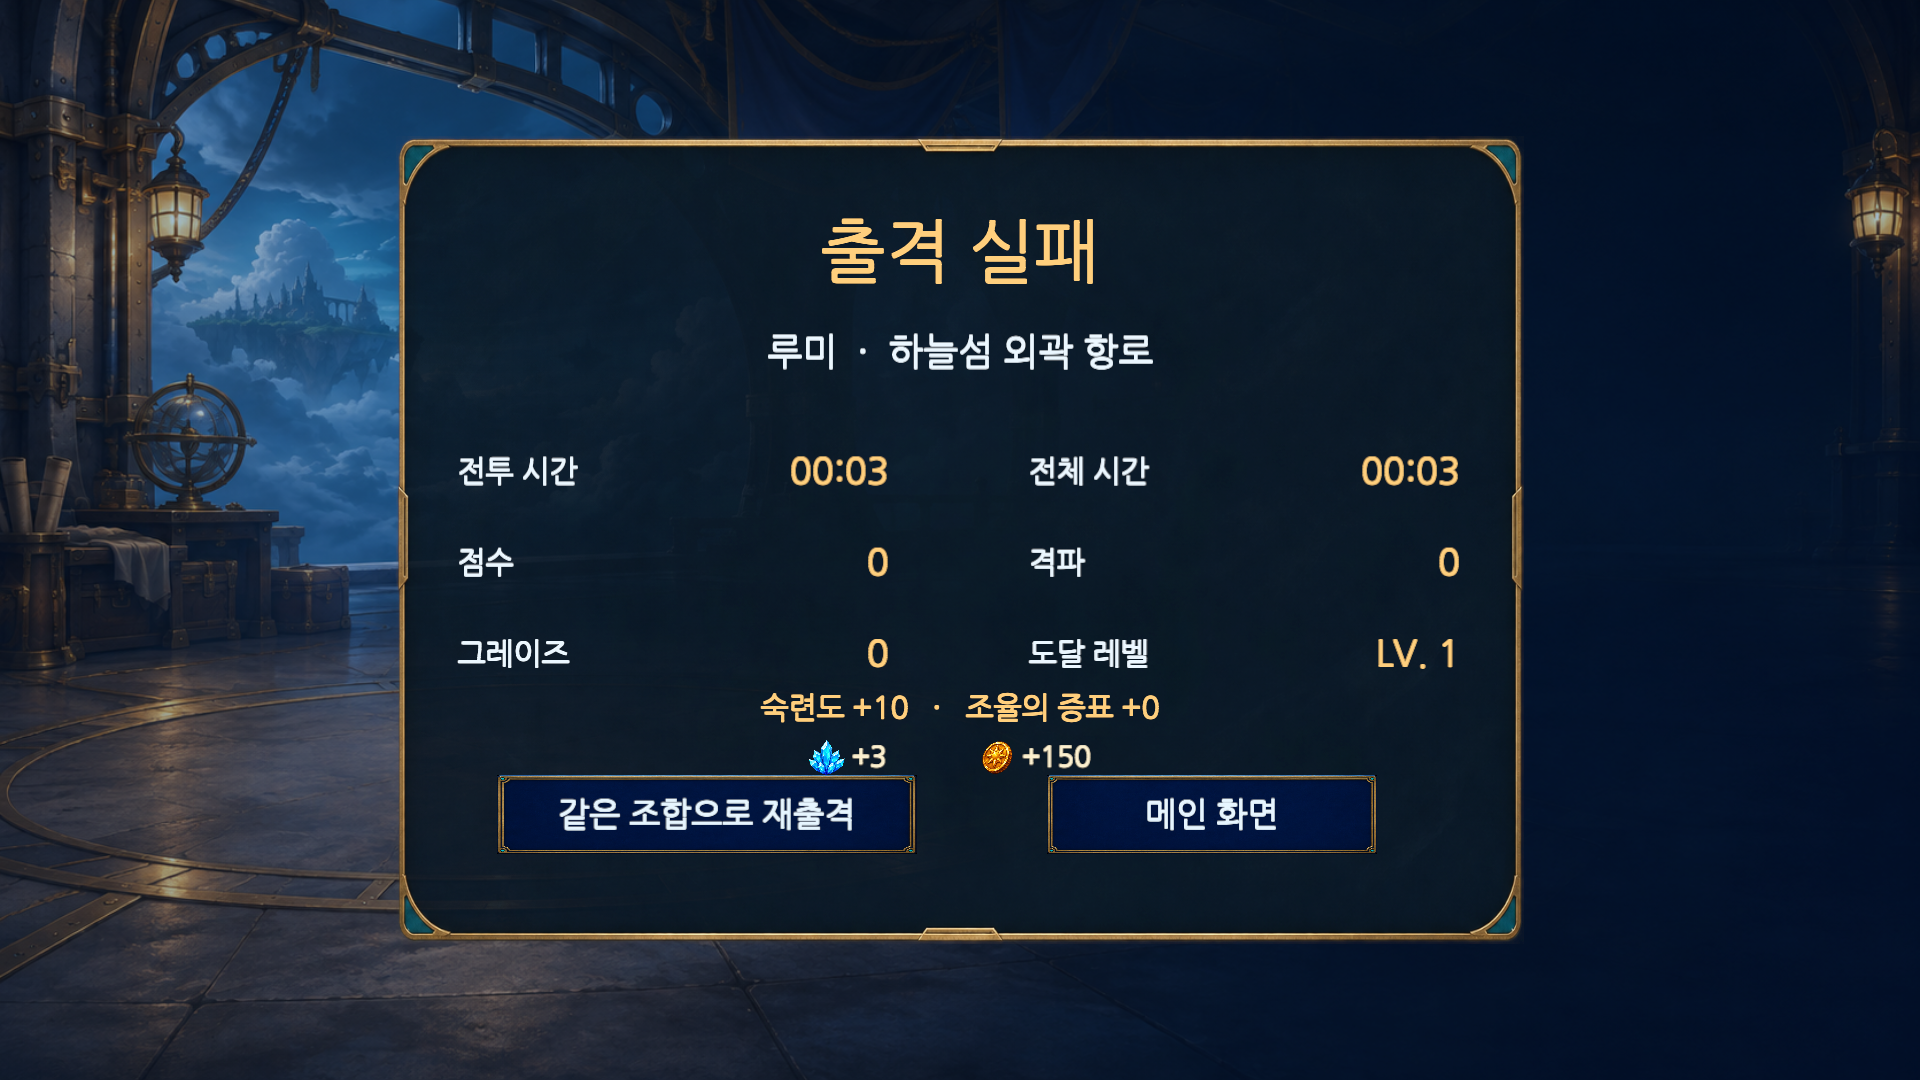 출격 실패
루미 · 하늘섬 외곽 항로
전투 시간 00:03 전체 시간 00:03
점수 0 격파 0
그레이즈 0 도달 레벨 LV. 1
숙련도 +10 · 조율의 증표 +0
+3 +150
같은 조합으로 재출격 메인 화면